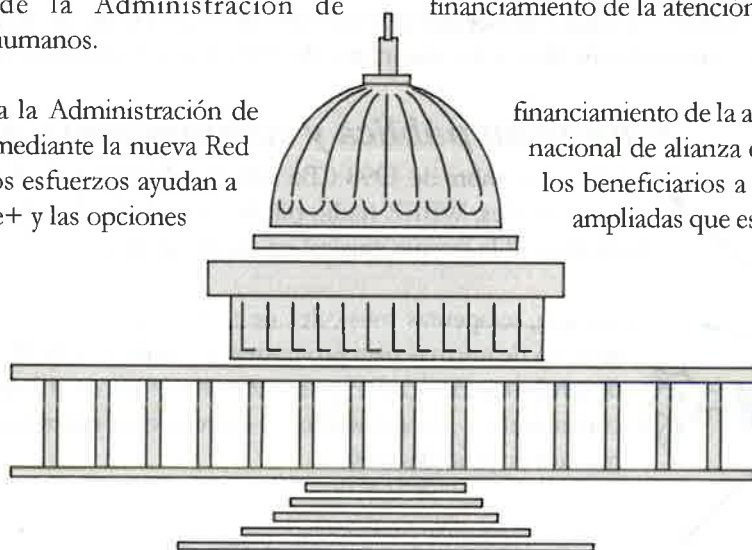 de la Administración de
humanos.
a la Administración de
mediante la nueva Red
os esfuerzos ayudan a
e+ y las opciones
financiamiento de la atención
financiamiento de la a
nacional de alianza
los beneficiarios a
ampliadas que es